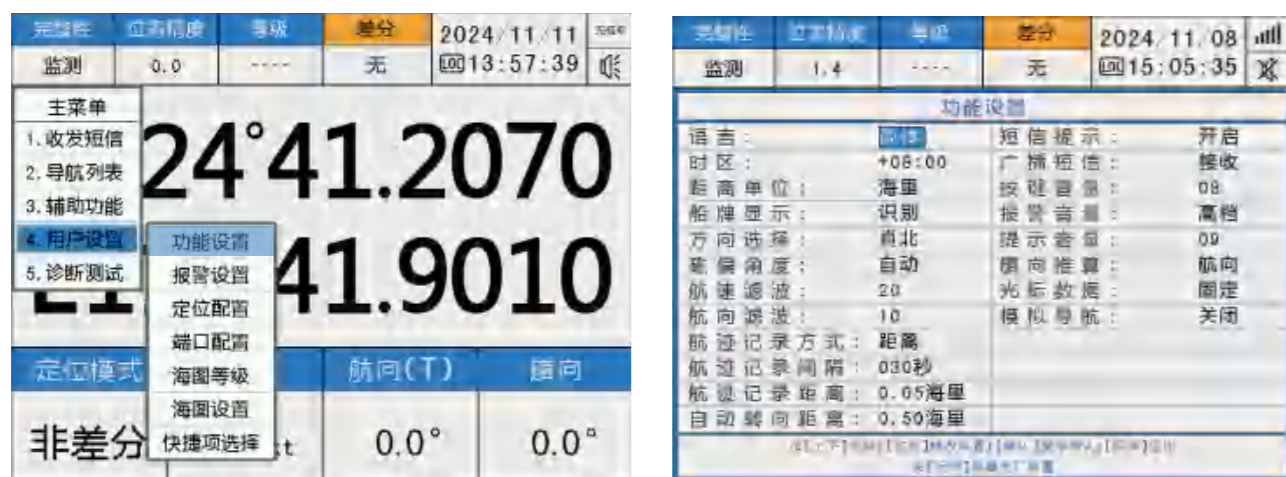 完整性 位置精度 等级 差分 2024/11/11
监测 0.0 ---- 无 LOC 13:57:39
主菜单
1.收发短信
2.导航列表
3.辅助功能
4.用户设置
5.诊断测试
24°41.2070
41.9010
功能设置
报警设置
定位配置
端口配置
海图等级
海图设置
快捷项选择
定位模式 航向(T) 艏向
非差分 0.0° 0.0°
完整性 位置精度 等级 差分 2024/11/08
监测 1.4 ---- 无 LOC 15:05:35
功能设置
语言: 短信提示: 开启
时区: +08:00 广播短信: 接收
距离单位: 海里 按键音量: 08
船牌显示: 识别 报警音量: 高档
方向选择: 真北 提示音量: 09
磁偏角度: 自动 艏向推算: 航向
航速滤波: 20 光标数据: 固定
航向滤波: 10 模拟导航: 关闭
航迹记录方式: 距离
航迹记录间隔: 030秒
航迹记录距离: 0.05海里
自动转向距离: 0.50海里